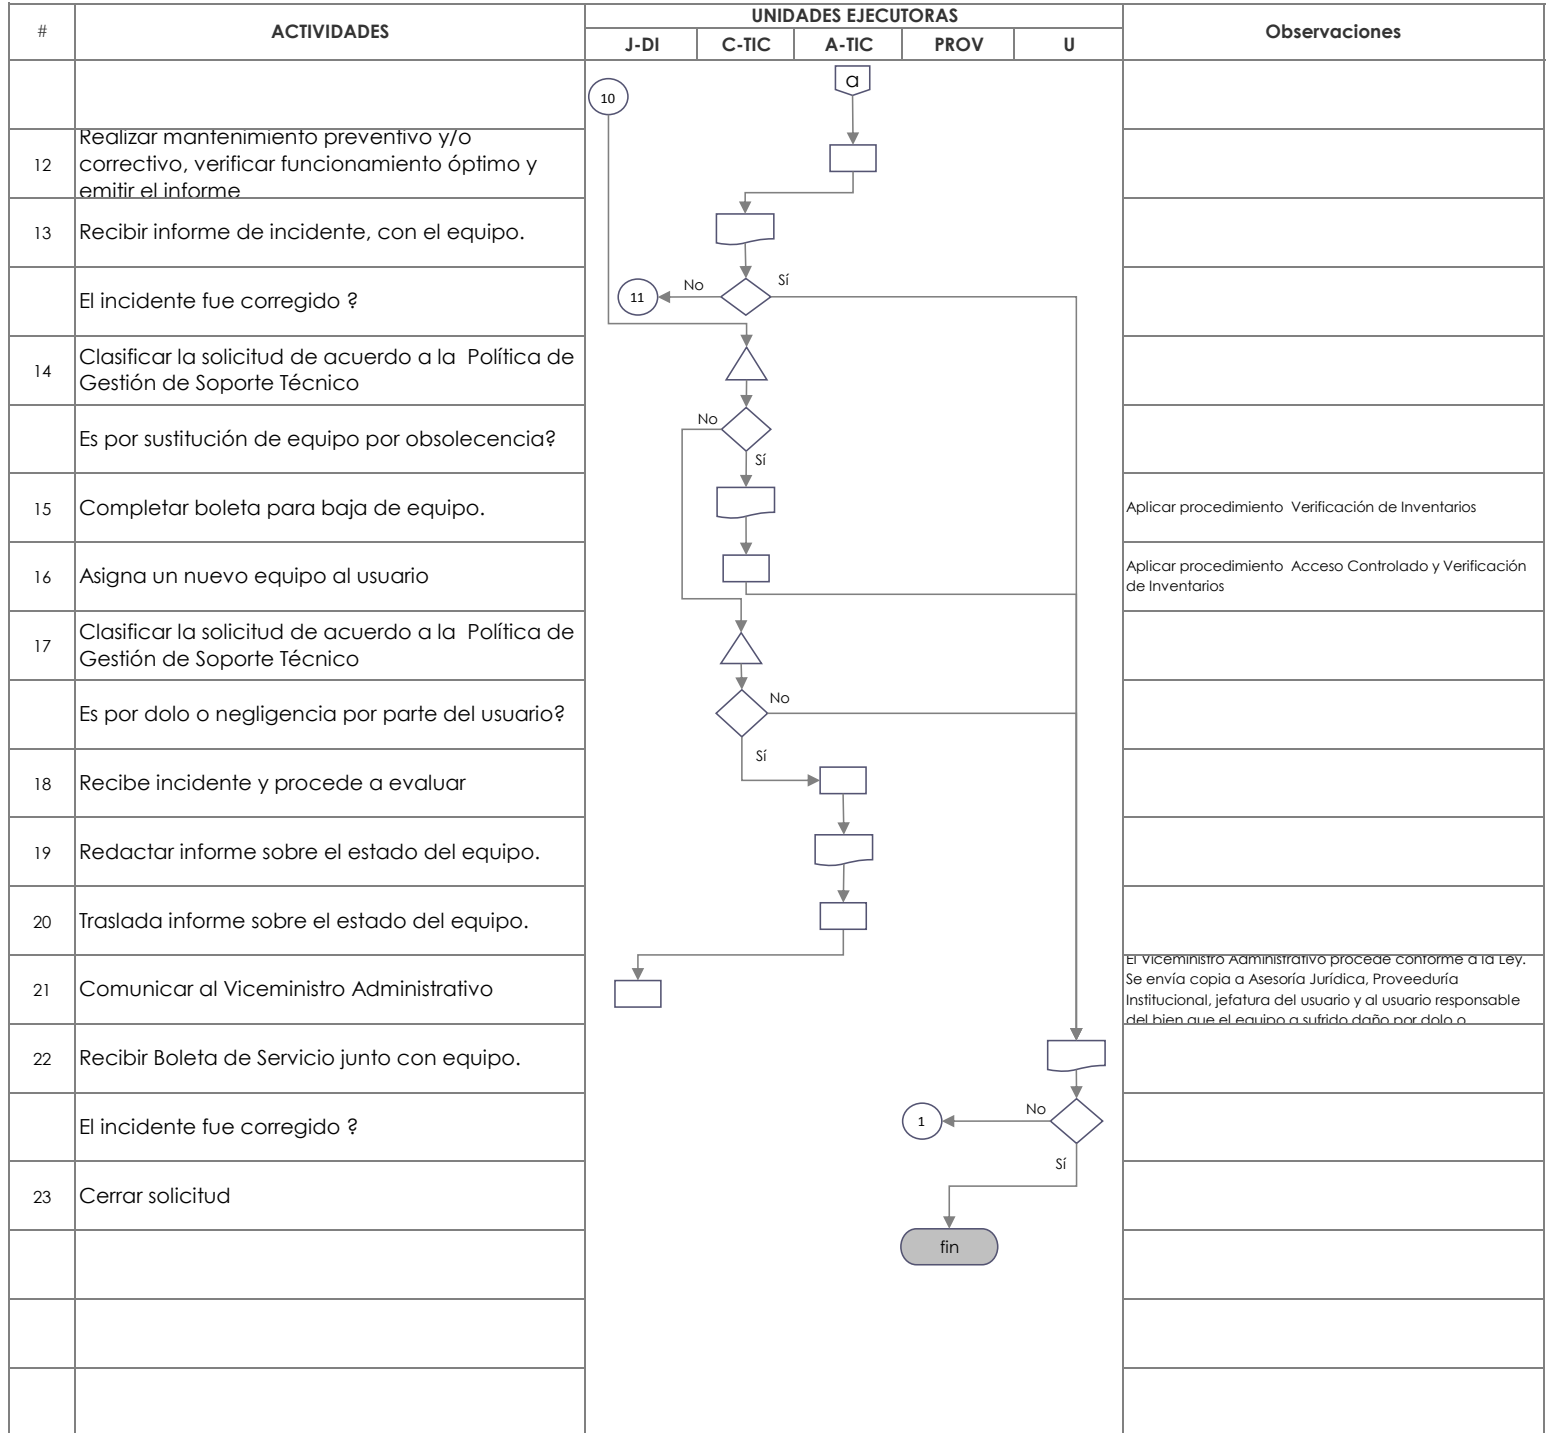 #
ACTIVIDADES
UNIDADES EJECUTORAS
Observaciones
J-DI
C-TIC
A-TIC
PROV
U
a
10
12
Realizar mantenimiento preventivo y/o
correctivo, verificar funcionamiento óptimo y
emitir el informe
13
Recibir informe de incidente, con el equipo.
El incidente fue corregido ?
11
No
Sí
14
Clasificar la solicitud de acuerdo a la  Política de
Gestión de Soporte Técnico
Es por sustitución de equipo por obsolecencia?
No
Sí
15
Completar boleta para baja de equipo.
Aplicar procedimiento  Verificación de Inventarios
16
Asigna un nuevo equipo al usuario
Aplicar procedimiento  Acceso Controlado y Verificación
de Inventarios
17
Clasificar la solicitud de acuerdo a la  Política de
Gestión de Soporte Técnico
Es por dolo o negligencia por parte del usuario?
No
Sí
18
Recibe incidente y procede a evaluar
19
Redactar informe sobre el estado del equipo.
20
Traslada informe sobre el estado del equipo.
21
Comunicar al Viceministro Administrativo
El Viceministro Administrativo procede conforme a la Ley.
Se envía copia a Asesoría Jurídica, Proveeduría
Institucional, jefatura del usuario y al usuario responsable
del bien que el equipo a sufrido daño por dolo o
22
Recibir Boleta de Servicio junto con equipo.
El incidente fue corregido ?
1
No
Sí
23
Cerrar solicitud
fin